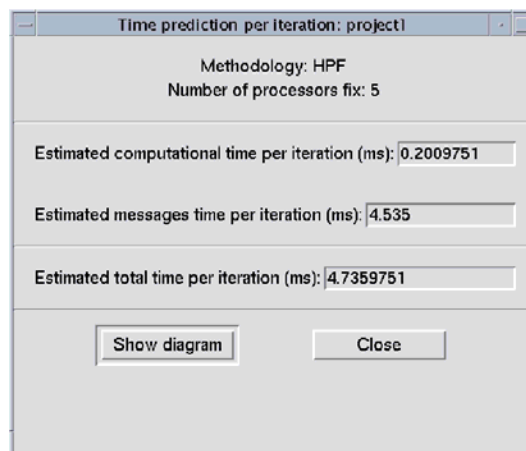 Time prediction per iteration: project1
Methodology: HPF
Number of processors fix: 5
Estimated computational time per iteration (ms): 0.2009751
Estimated messages time per iteration (ms): 4.535
Estimated total time per iteration (ms): 4.7359751
Show diagram Close